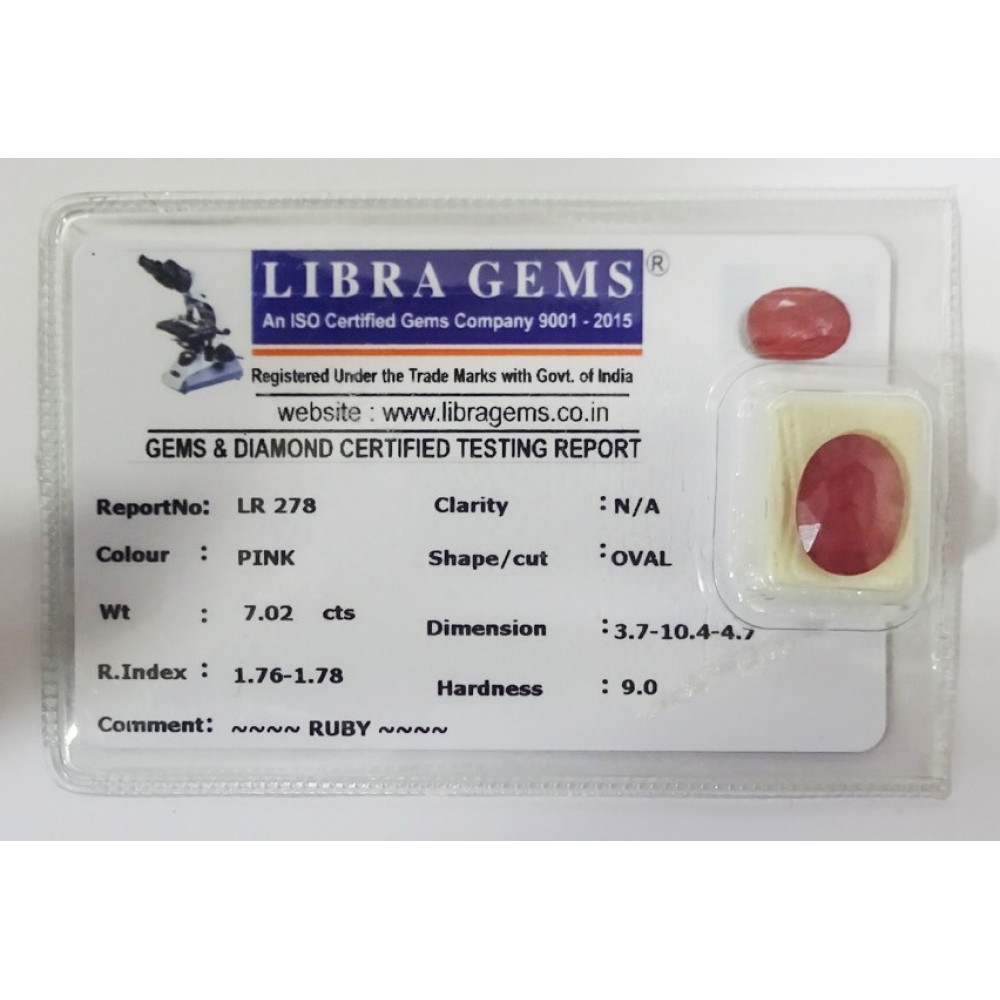 LIBRA GEMS ®
An ISO Certified Gems Company 9001 - 2015
Registered Under the Trade Marks with Govt. of India
website : www.libragems.co.in
GEMS & DIAMOND CERTIFIED TESTING REPORT
ReportNo: LR 278 Clarity : N/A
Colour : PINK Shape/cut : OVAL
Wt : 7.02 cts Dimension : 3.7-10.4-4.7
R.Index : 1.76-1.78 Hardness : 9.0
Comment: ~~~~ RUBY ~~~~